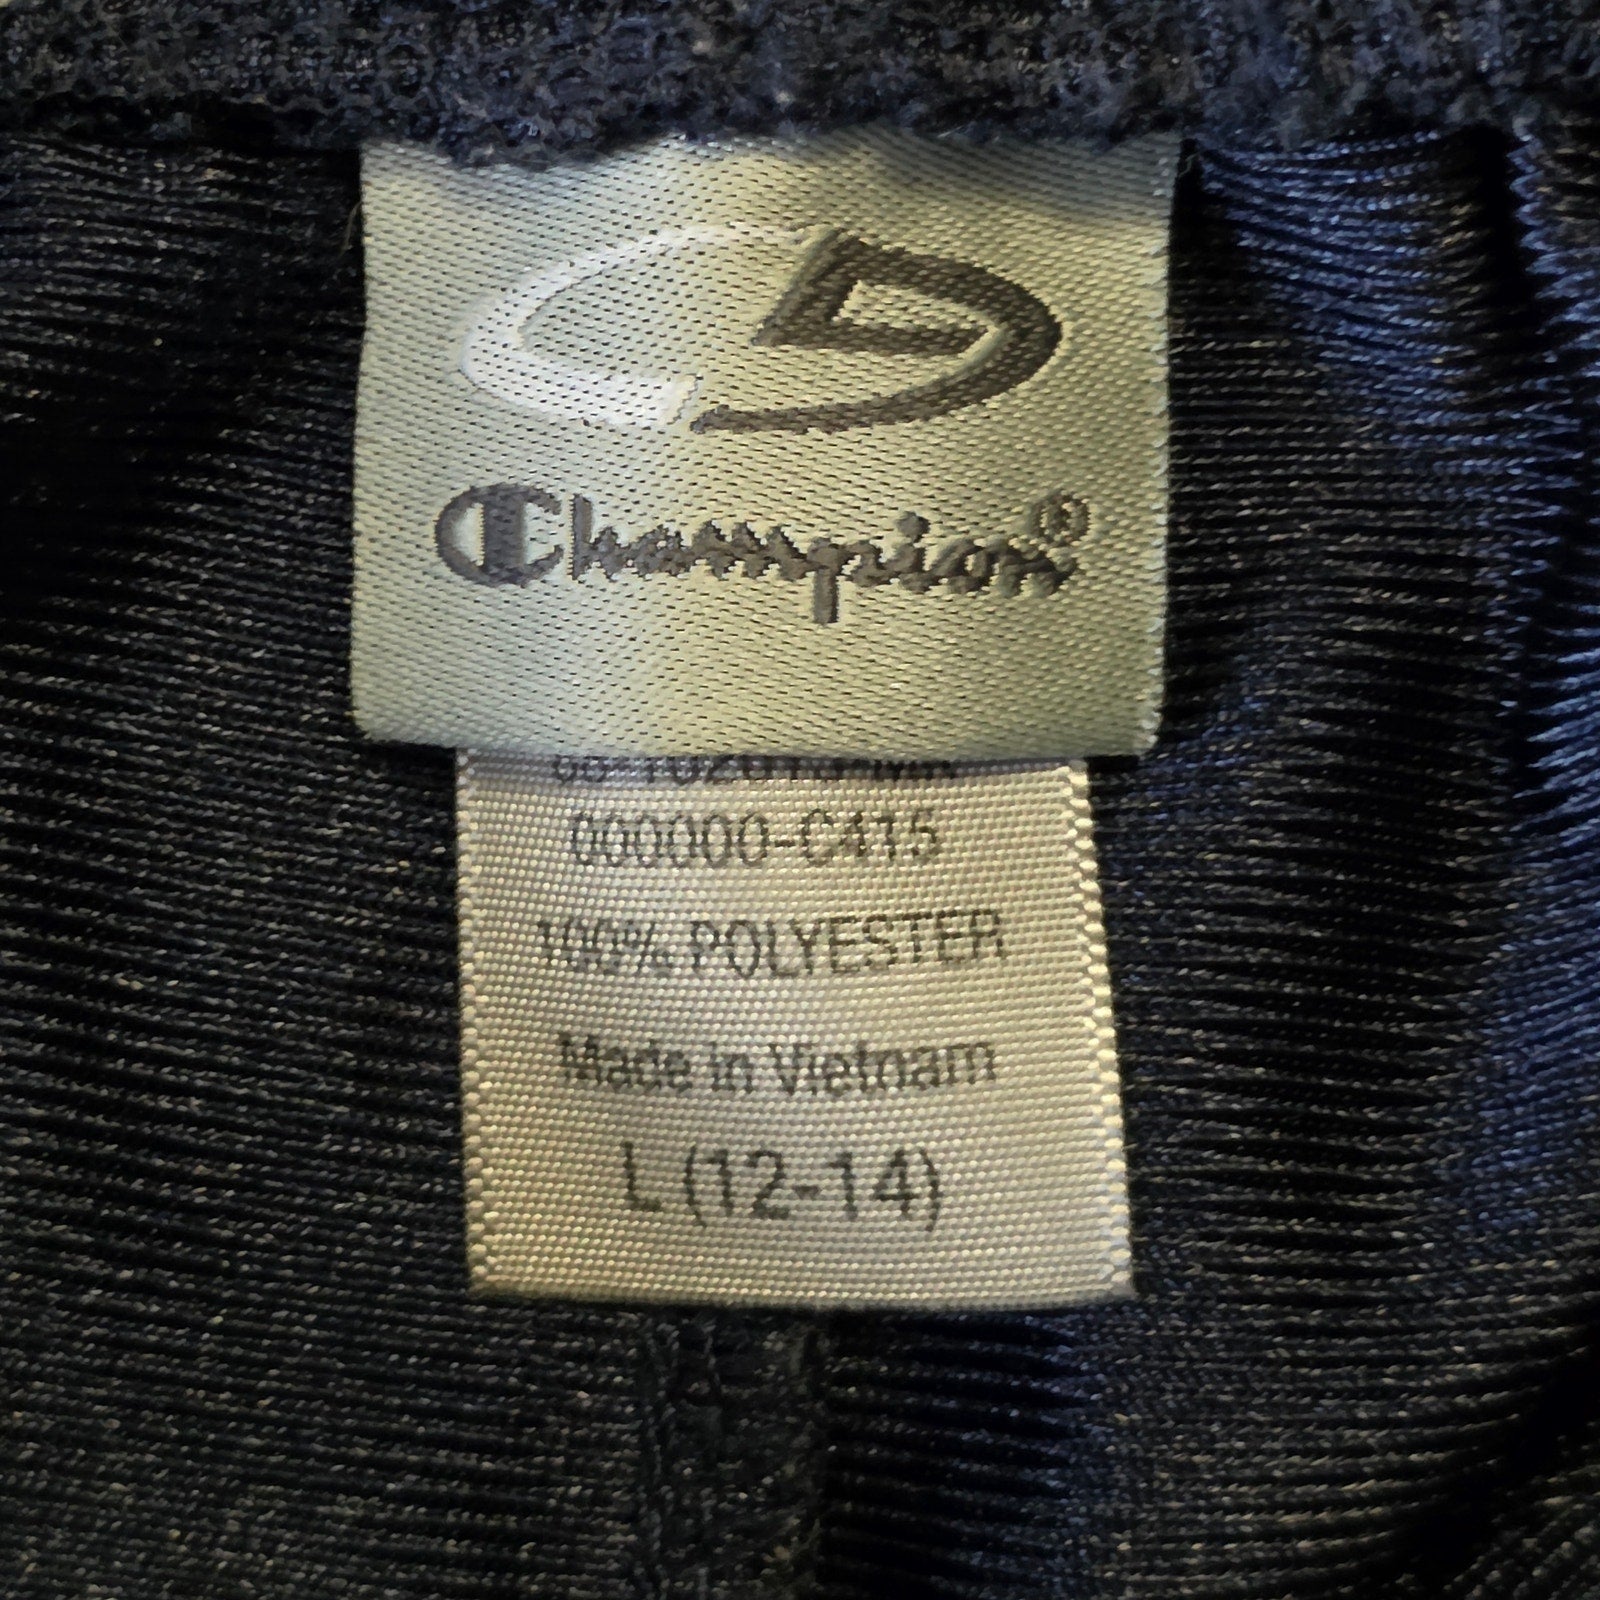 Champion®
000000-C415
100% POLYESTER
Made in Vietnam
L (12-14)